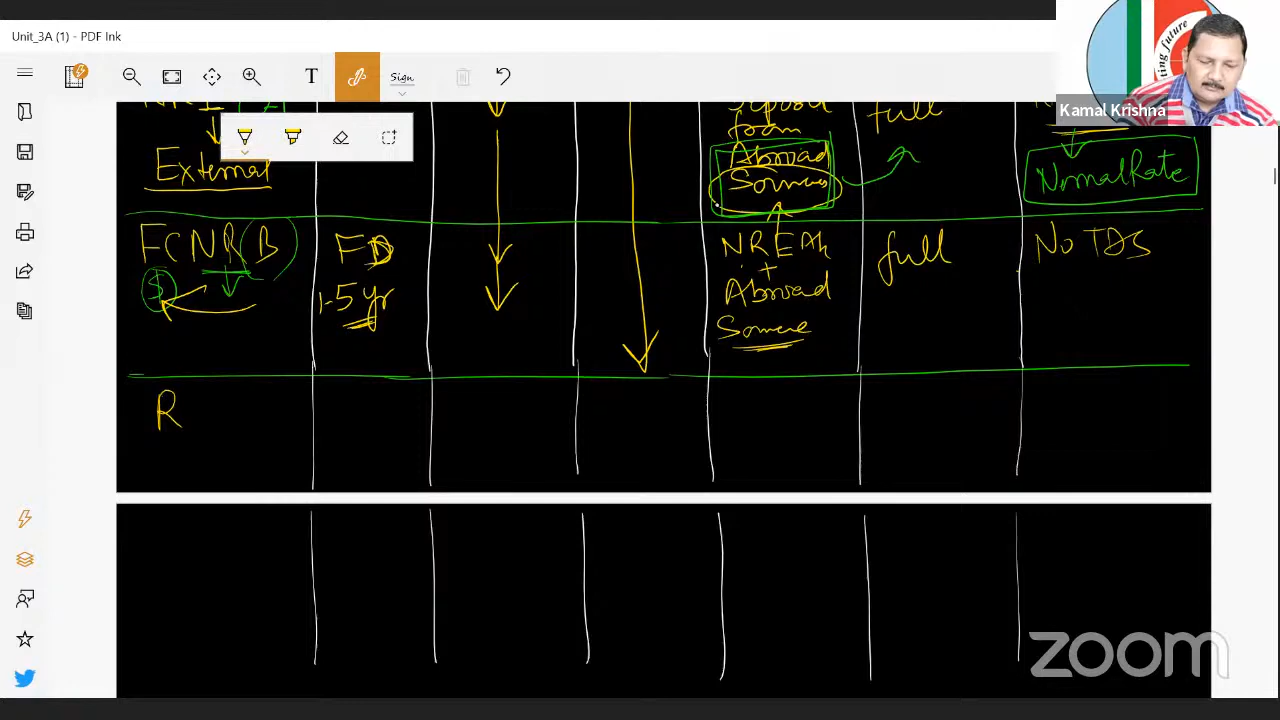 Unit_3A (1) - PDF Ink
T
Sign
Kamal Krishna
full
from
Abroad
Sources
External
Normal Rate
FCNR(B)
$
FD
1-5 yr
NRE A/c
+
Abroad
Source
full
No TDS
R
zoom